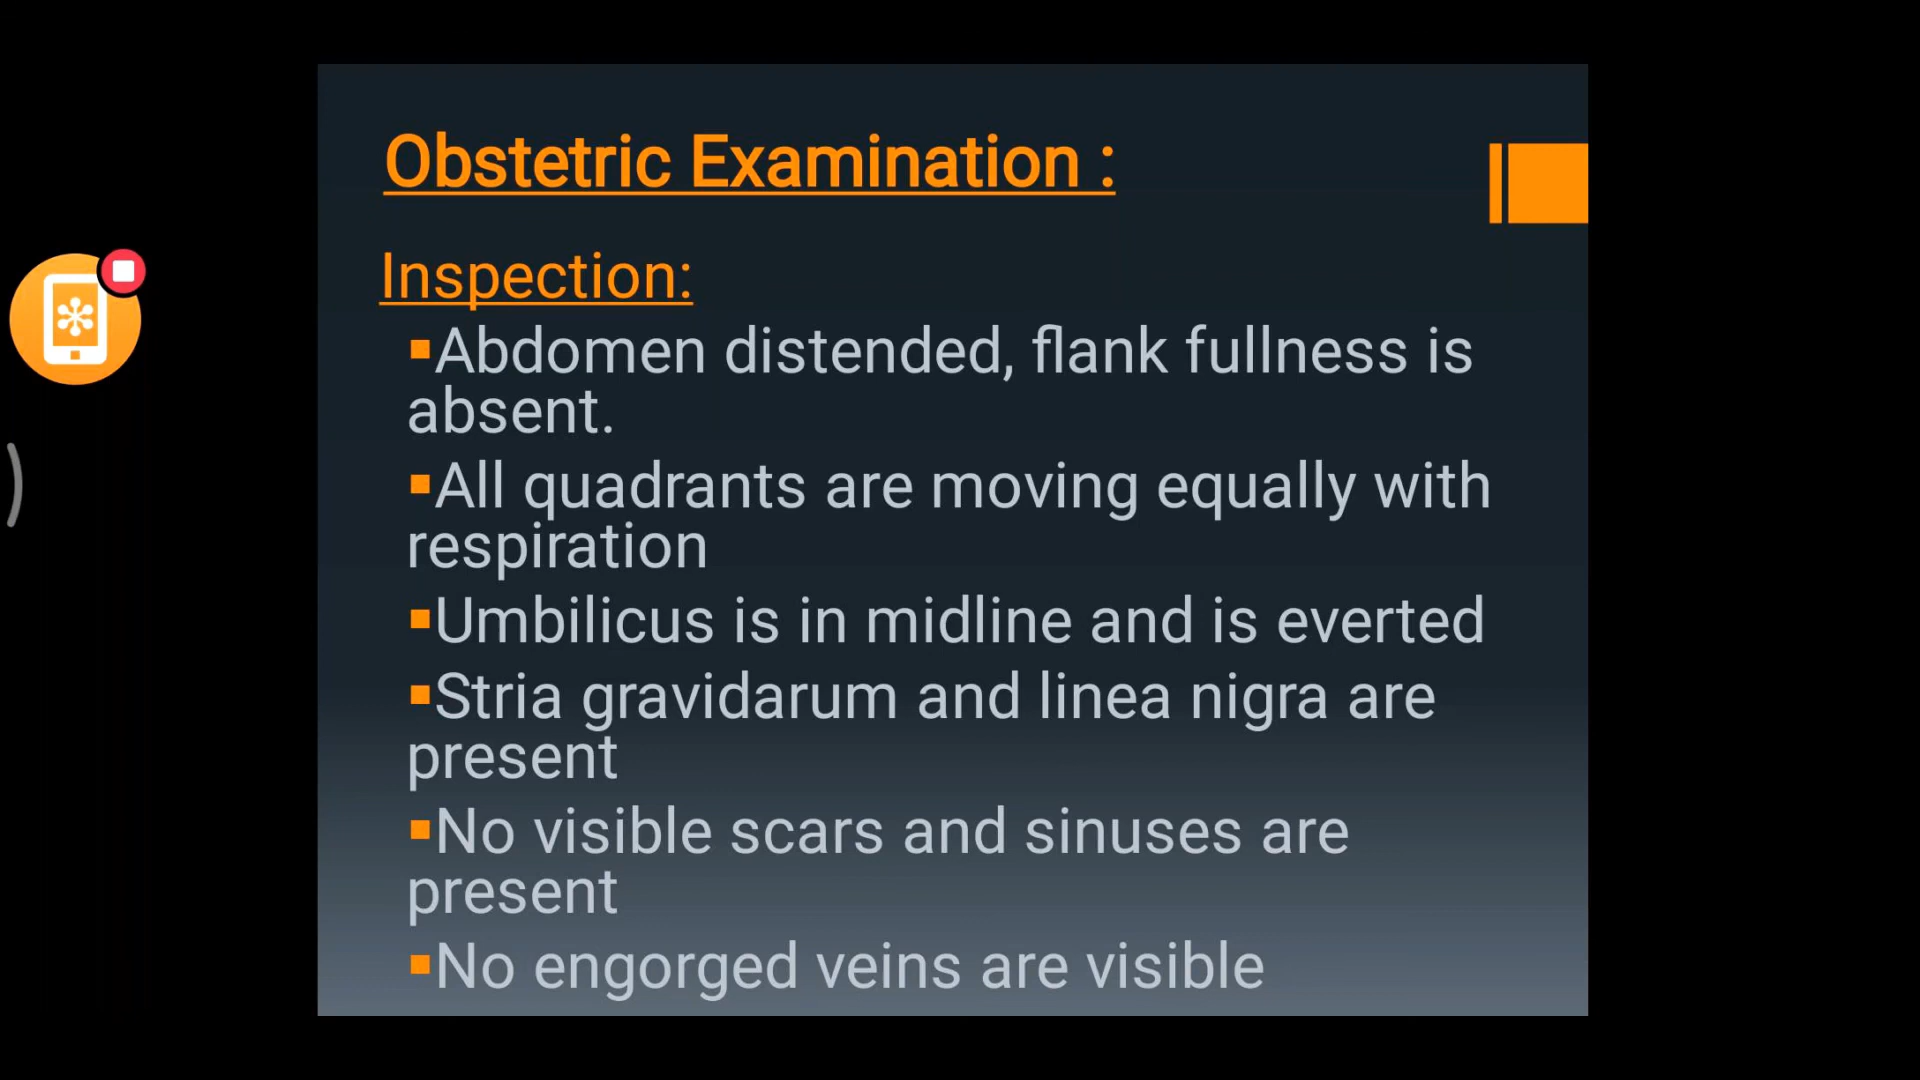 Obstetric Examination :
Inspection:
▪Abdomen distended, flank fullness is
absent.
▪All quadrants are moving equally with
respiration
▪Umbilicus is in midline and is everted
▪Stria gravidarum and linea nigra are
present
▪No visible scars and sinuses are
present
▪No engorged veins are visible